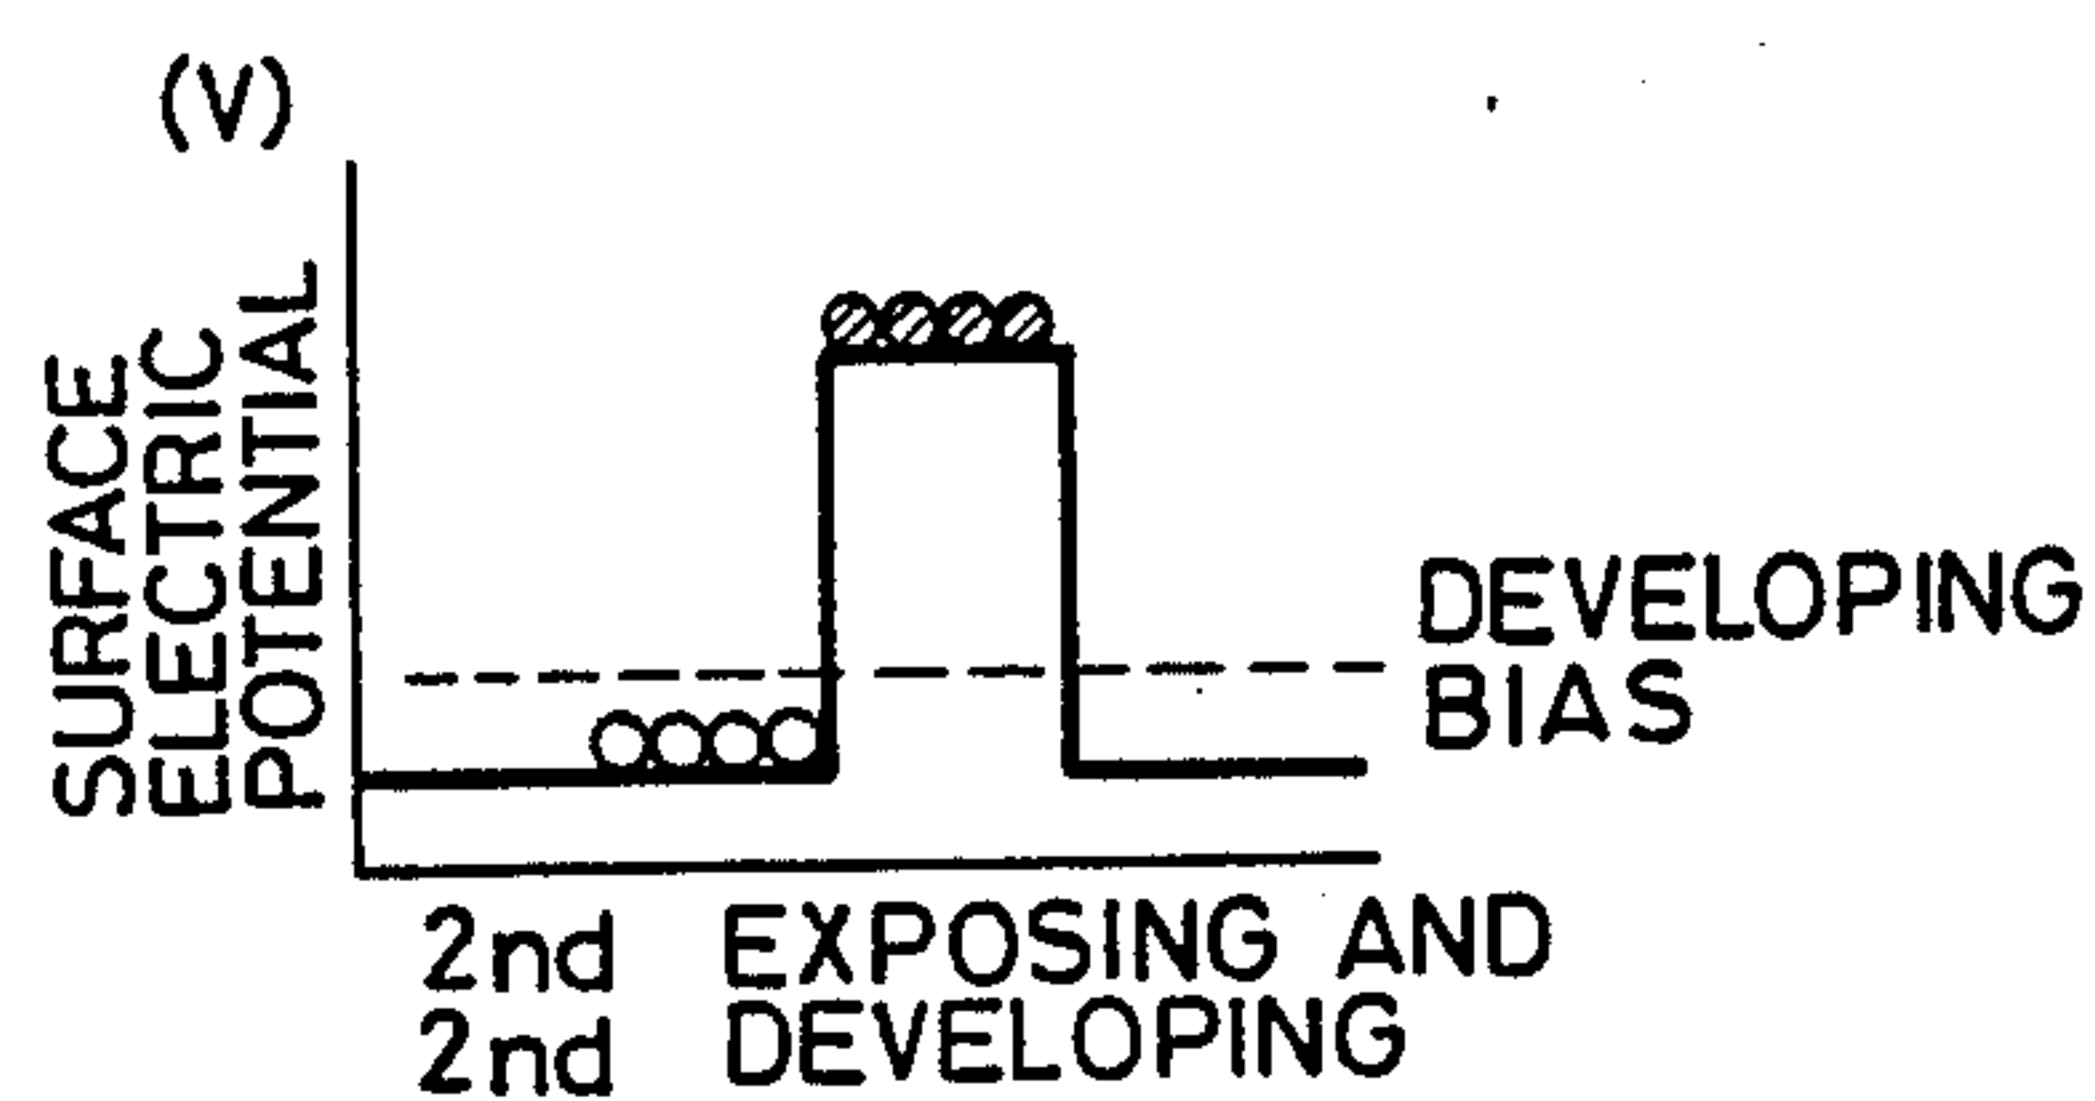 (V)
SURFACE
ELECTRIC
POTENTIAL
DEVELOPING
BIAS
2nd EXPOSING AND
2nd DEVELOPING